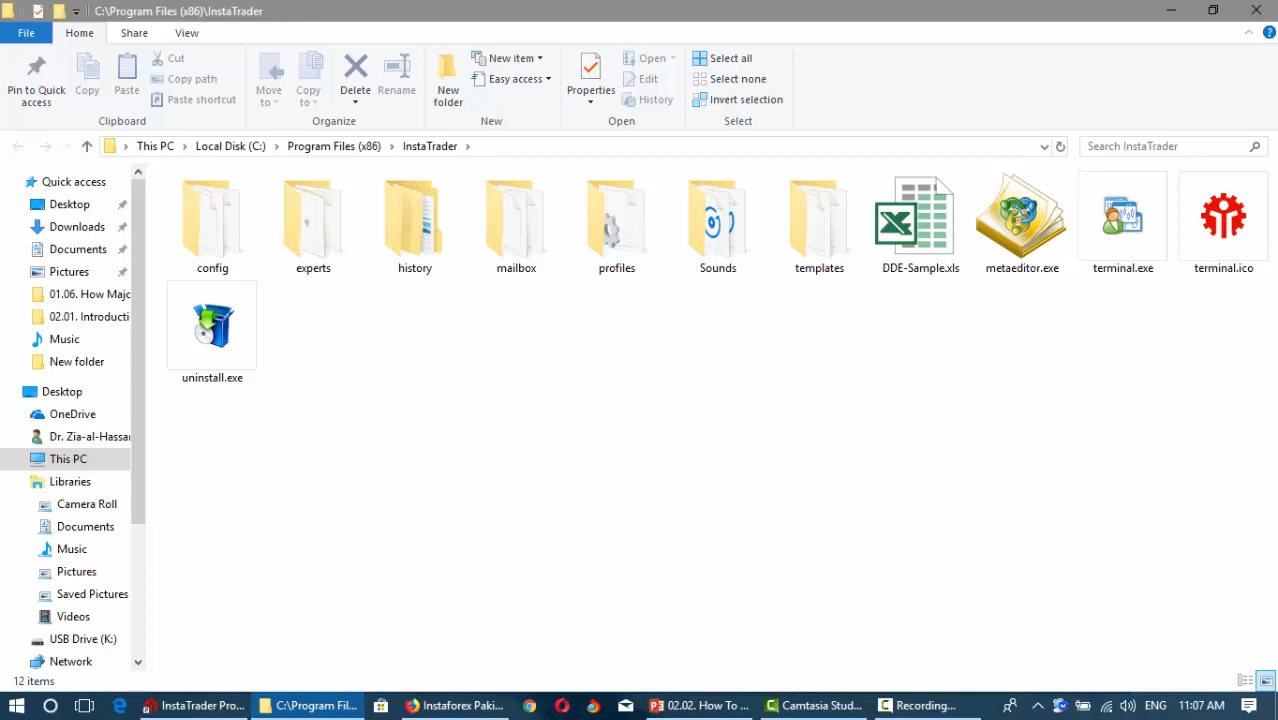 C:\Program Files (x86)\InstaTrader
File Home Share View
Pin to Quick access
Copy
Paste
Cut
Copy path
Paste shortcut
Clipboard
Move to
Copy to
Delete
Rename
Organize
New folder
New item
Easy access
New
Properties
Open
Edit
History
Open
Select all
Select none
Invert selection
Select
This PC Local Disk (C:) Program Files (x86) InstaTrader
Search InstaTrader
Quick access
Desktop
Downloads
Documents
Pictures
01.06. How Majo
02.01. Introducti
Music
New folder
Desktop
OneDrive
Dr. Zia-al-Hassan
This PC
Libraries
Camera Roll
Documents
Music
Pictures
Saved Pictures
Videos
USB Drive (K:)
Network
config experts history mailbox profiles Sounds templates DDE-Sample.xls metaeditor.exe terminal.exe terminal.ico
uninstall.exe
12 items
InstaTrader Pro... C:\Program Fil... Instaforex Paki... 02.02. How To ... Camtasia Stud... Recording... ENG 11:07 AM